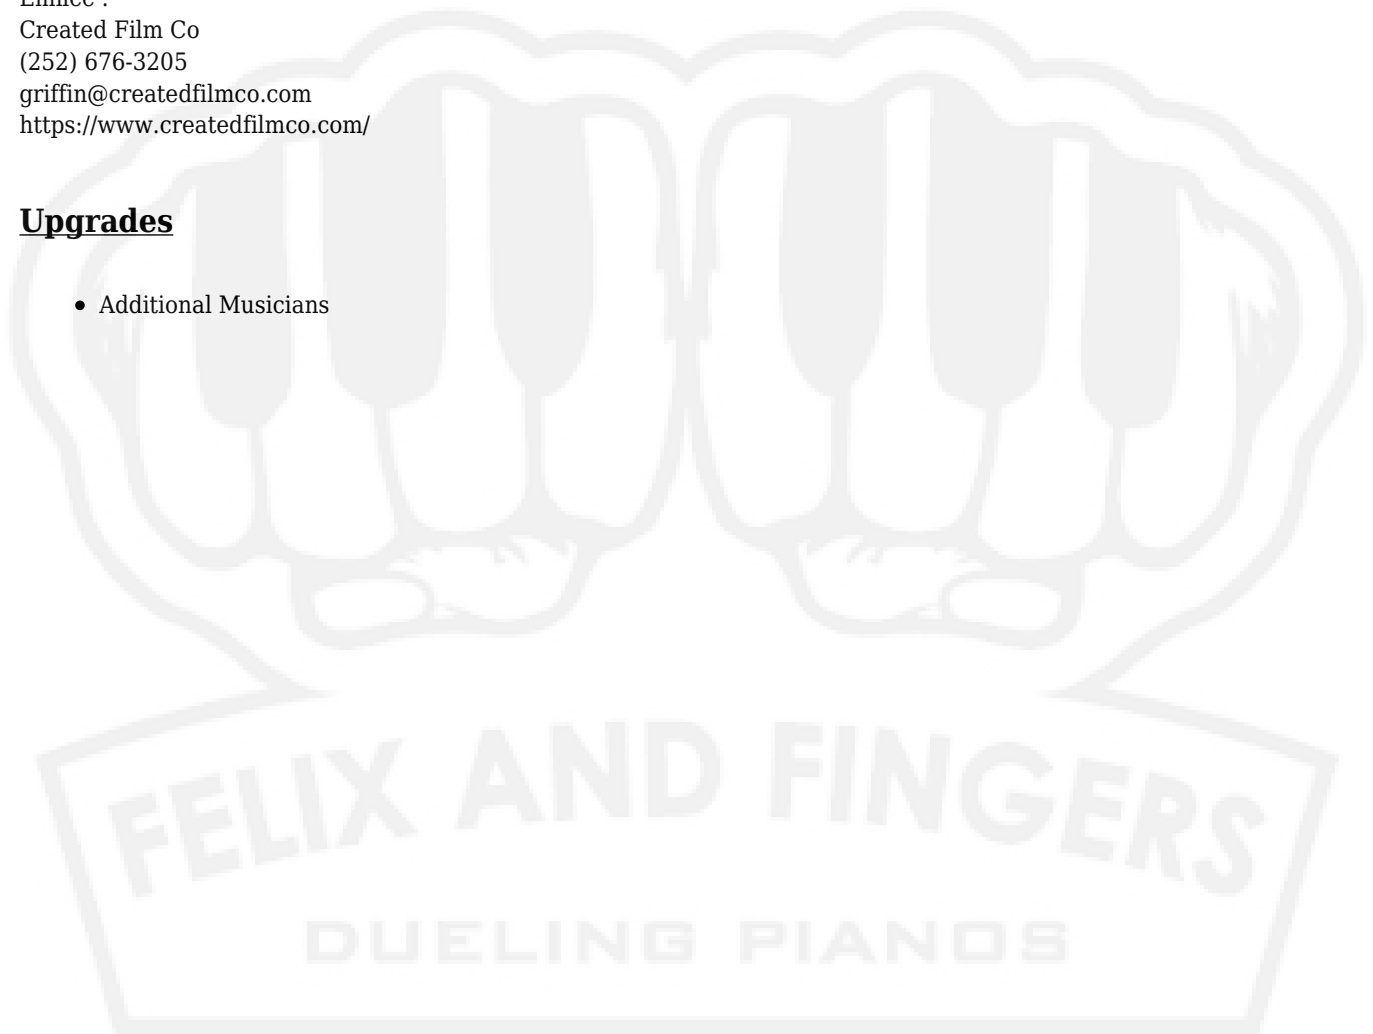 Created Film Co
(252) 676-3205
griffin@createdfilmco.com
https://www.createdfilmco.com/
Upgrades
Additional Musicians
FELIX AND FINGERS
DUELING PIANOS